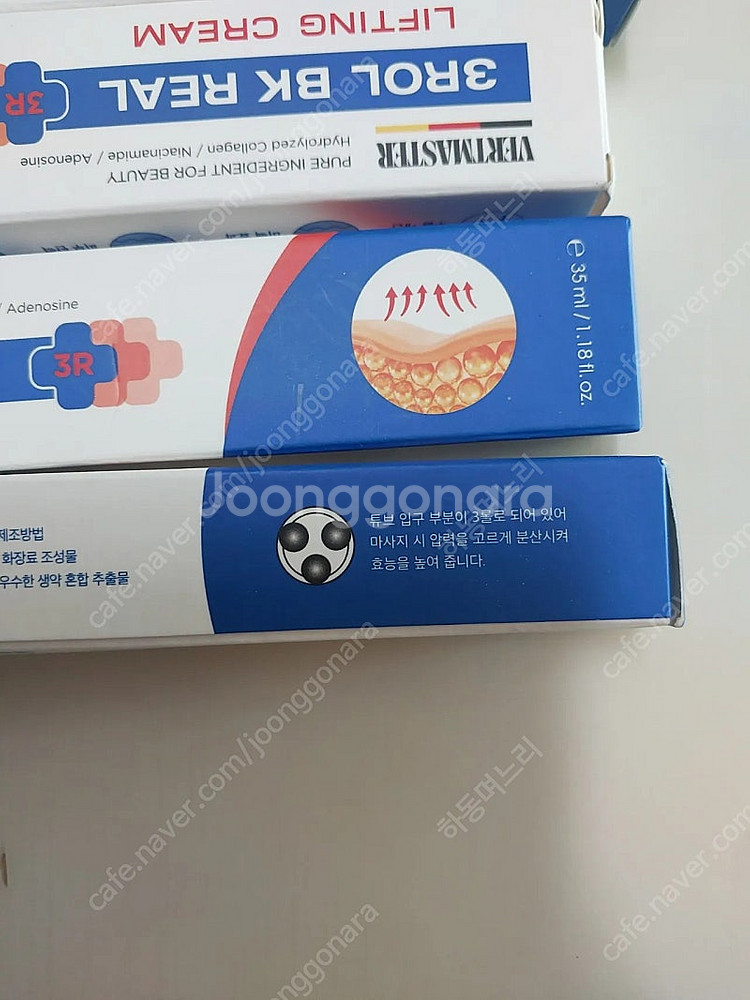 LIFTING CREAM
3ROL BK REAL
3R
VERTMASTER
PURE INGREDIENT FOR BEAUTY
Hydrolyzed Collagen / Niacinamide / Adenosine
/ Adenosine
3R
℮ 35ml / 1.18fl.oz.
Joonggonara
제조방법
화장료 조성물
우수한 생약 혼합 추출물
튜브 입구 부분이 3롤로 되어 있어
마사지 시 압력을 고르게 분산시켜
효능을 높여 줍니다.
cafe.naver.com/joonggonara
하동며느리